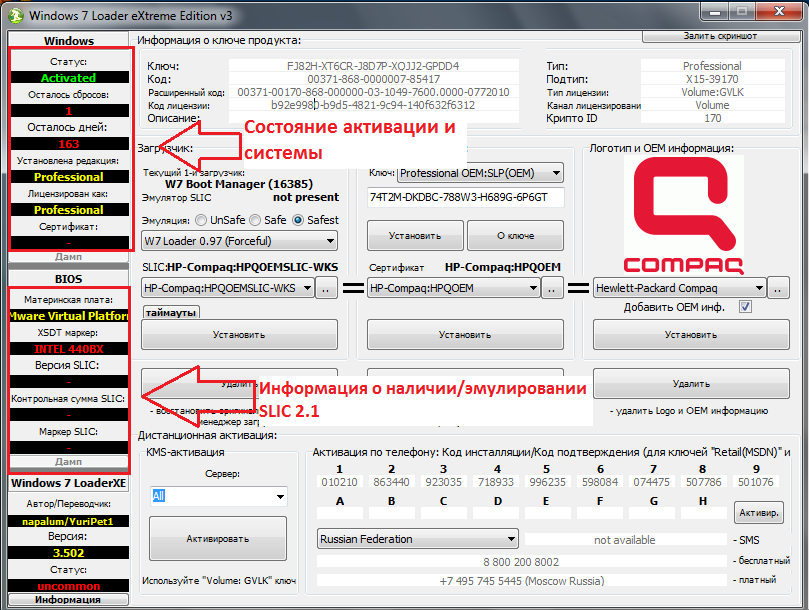 Windows 7 Loader eXtreme Edition v3
Windows
Статус:
Activated
Осталось сбросов:
1
Осталось дней:
163
Установлена редакция:
Professional
Лицензирован как:
Professional
Сертификат:
-
Дамп
BIOS
Материнская плата:
Mware Virtual Platform
XSDT маркер:
INTEL 440BX
Версия SLIC:
-
Контрольная сумма SLIC:
-
Маркер SLIC:
-
Дамп
Windows 7 LoaderXE
Автор/Переводчик:
napalum/YuriPet1
Версия:
3.502
Статус:
uncommon
Информация
Информация о ключе продукта:
Залить скриншот
Ключ: FJ82H-XT6CR-J8D7P-XQJJ2-GPDD4
Код: 00371-868-0000007-85417
Расширенный код: 00371-00170-868-000000-03-1049-7600.0000-0772010
Код лицензии: b92e9980-b9d5-4821-9c94-140f632f6312
Описание:
Тип: Professional
Подтип: X15-39170
Тип лицензии: Volume:GVLK
Канал лицензировани Volume
Крипто ID 170
Состояние активации и
системы
Загрузчик:
Текущий 1-й загрузчик:
W7 Boot Manager (16385)
Эмулятор SLIC not present
Эмуляция: UnSafe Safe Safest
W7 Loader 0.97 (Forceful)
SLIC:HP-Compaq:HPQOEMSLIC-WKS
HP-Compaq:HPQOEMSLIC-WKS ..
таймауты
Установить
Ключ: Professional OEM:SLP(OEM)
74T2M-DKDBC-788W3-H689G-6P6GT
Установить О ключе
Сертификат HP-Compaq:HPQOEM
HP-Compaq:HPQOEM ..
Установить
Логотип и OEM информация:
COMPAQ
Hewlett-Packard Compaq ..
Добавить OEM инф.
Установить
Удалить
Информация о наличии/эмулировании
SLIC 2.1
- восстановить
менеджер
Удалить
- удалить Logo и OEM информацию
Дистанционная активация:
KMS-активация
Сервер:
All
Активировать
Используйте "Volume: GVLK" ключ
Активация по телефону: Код инсталляции/Код подтверждения (для ключей "Retail(MSDN)" и
1 2 3 4 5 6 7 8 9
010210 863440 923035 718933 996235 598084 074475 507786 501076
A B C D E F G H
Активир.
Russian Federation not available - SMS
8 800 200 8002 - бесплатный
+7 495 745 5445 (Moscow Russia) - платный